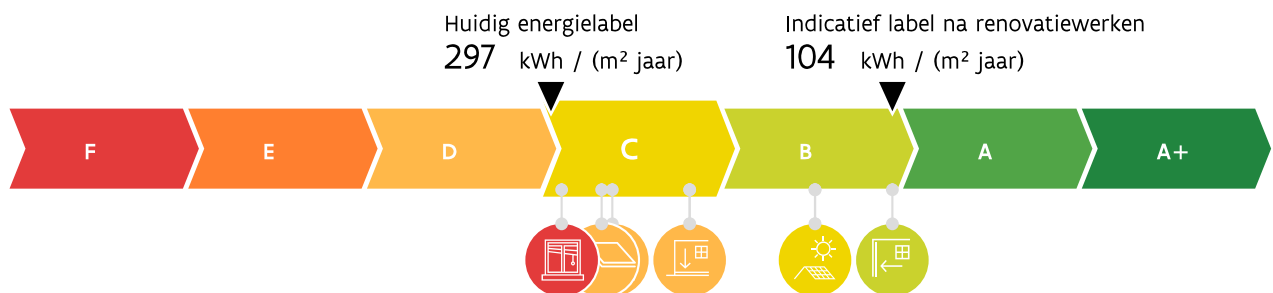 Huidig energielabel
297 kWh / (m² jaar)
Indicatief label na renovatiewerken
104 kWh / (m² jaar)
F E D C B A A+